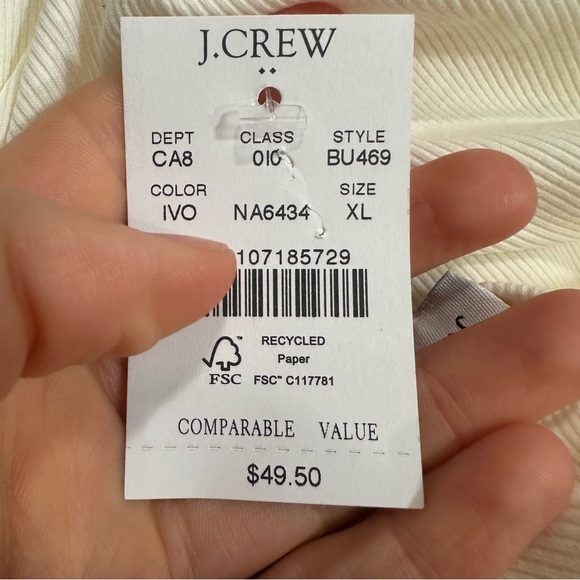 J.CREW
DEPT CLASS STYLE
CA8 010 BU469
COLOR SIZE
IVO NA6434 XL
107185729
RECYCLED
Paper
FSC™ FSC™ C117781
COMPARABLE VALUE
$49.50